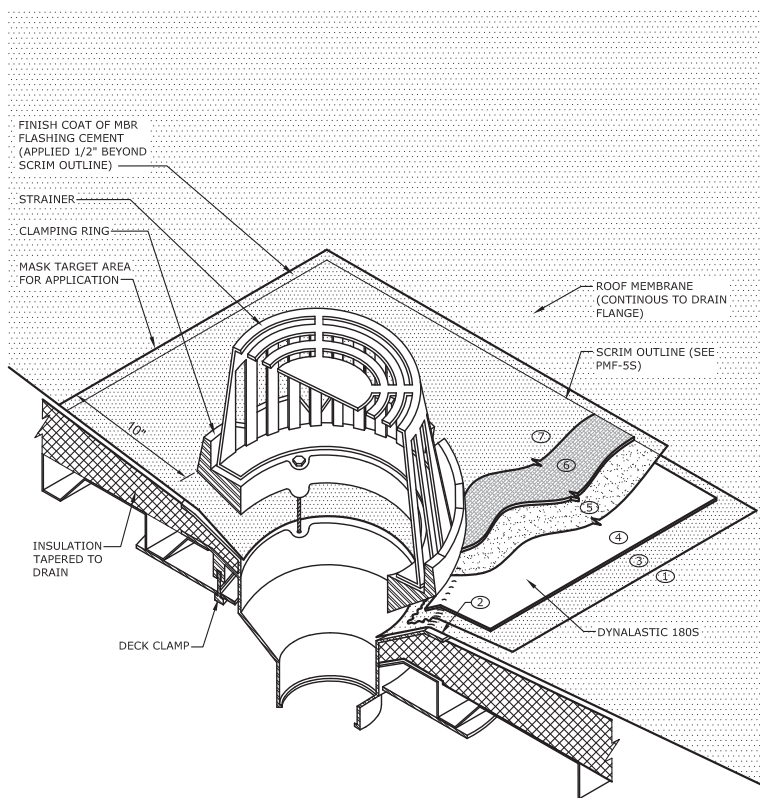 FINISH COAT OF MBR
FLASHING CEMENT
(APPLIED 1/2" BEYOND
SCRIM OUTLINE)
STRAINER
CLAMPING RING
MASK TARGET AREA
FOR APPLICATION
ROOF MEMBRANE
(CONTINOUS TO DRAIN
FLANGE)
SCRIM OUTLINE (SEE
PMF-5S)
10"
7
6
5
4
3
1
2
INSULATION
TAPERED TO
DRAIN
DECK CLAMP
DYNALASTIC 180S